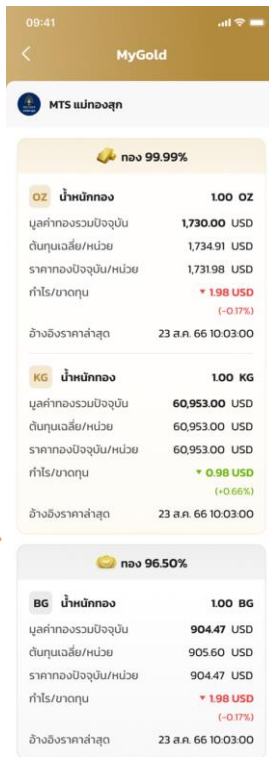 09:41
MyGold
MTS แม่ทองสุก
ทอง 99.99%
OZ น้ำหนักทอง 1.00 OZ
มูลค่าทองรวมปัจจุบัน 1,730.00 USD
ต้นทุนเฉลี่ย/หน่วย 1,734.91 USD
ราคาทองปัจจุบัน/หน่วย 1,731.98 USD
กำไร/ขาดทุน ▼ 1.98 USD
(-0.17%)
อ้างอิงราคาล่าสุด 23 ส.ค. 66 10:03:00
KG น้ำหนักทอง 1.00 KG
มูลค่าทองรวมปัจจุบัน 60,953.00 USD
ต้นทุนเฉลี่ย/หน่วย 60,953.00 USD
ราคาทองปัจจุบัน/หน่วย 60,953.00 USD
กำไร/ขาดทุน ▼ 0.98 USD
(+0.66%)
อ้างอิงราคาล่าสุด 23 ส.ค. 66 10:03:00
ทอง 96.50%
BG น้ำหนักทอง 1.00 BG
มูลค่าทองรวมปัจจุบัน 904.47 USD
ต้นทุนเฉลี่ย/หน่วย 905.60 USD
ราคาทองปัจจุบัน/หน่วย 904.47 USD
กำไร/ขาดทุน ▼ 1.98 USD
(-0.17%)
อ้างอิงราคาล่าสุด 23 ส.ค. 66 10:03:00